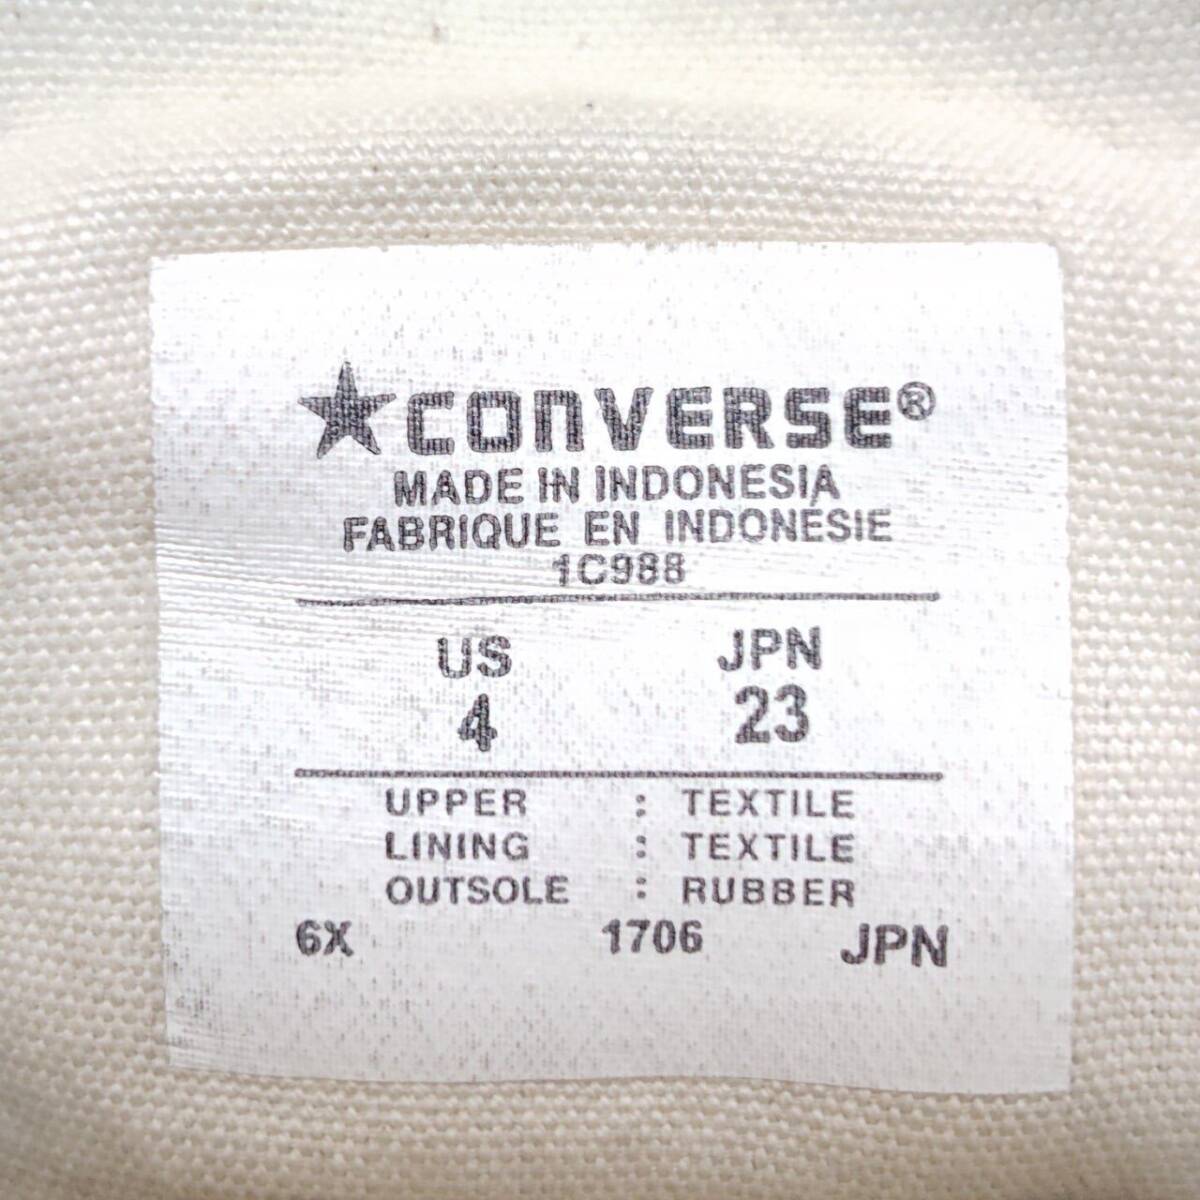 CONVERSE®
MADE IN INDONESIA
FABRIQUE EN INDONÉSIE
1C988
US JPN
4 23
UPPER : TEXTILE
LINING : TEXTILE
OUTSOLE : RUBBER
6X 1706 JPN